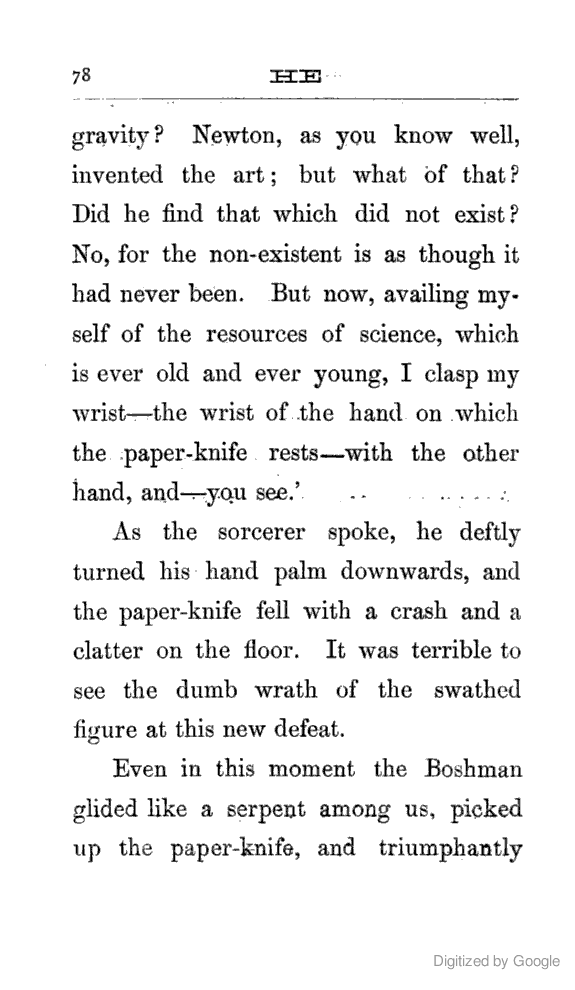 78
HE
gravity? Newton, as you know well,
invented the art; but what of that?
Did he find that which did not exist?
No, for the non-existent is as though it
had never been. But now, availing my-
self of the resources of science, which
is ever old and ever young, I clasp my
wrist—the wrist of the hand on which
the paper-knife rests—with the other
hand, and—you see.'
As the sorcerer spoke, he deftly
turned his hand palm downwards, and
the paper-knife fell with a crash and a
clatter on the floor. It was terrible to
see the dumb wrath of the swathed
figure at this new defeat.
Even in this moment the Boshman
glided like a serpent among us, picked
up the paper-knife, and triumphantly
Digitized by Google